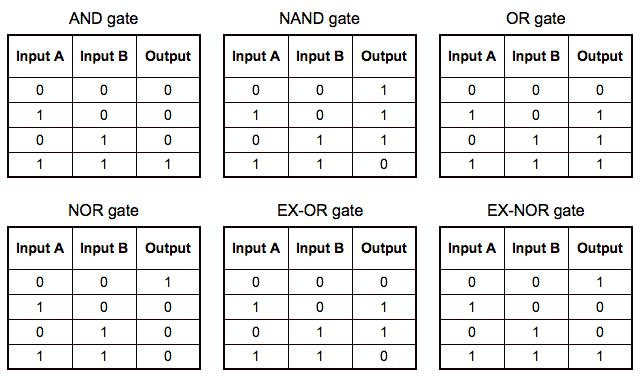 AND gate NAND gate OR gate
Input A Input B Output Input A Input B Output Input A Input B Output
0 0 0 0 0 1 0 0 0
1 0 0 1 0 1 1 0 1
0 1 0 0 1 1 0 1 1
1 1 1 1 1 0 1 1 1
NOR gate EX-OR gate EX-NOR gate
Input A Input B Output Input A Input B Output Input A Input B Output
0 0 1 0 0 0 0 0 1
1 0 0 1 0 1 1 0 0
0 1 0 0 1 1 0 1 0
1 1 0 1 1 0 1 1 1